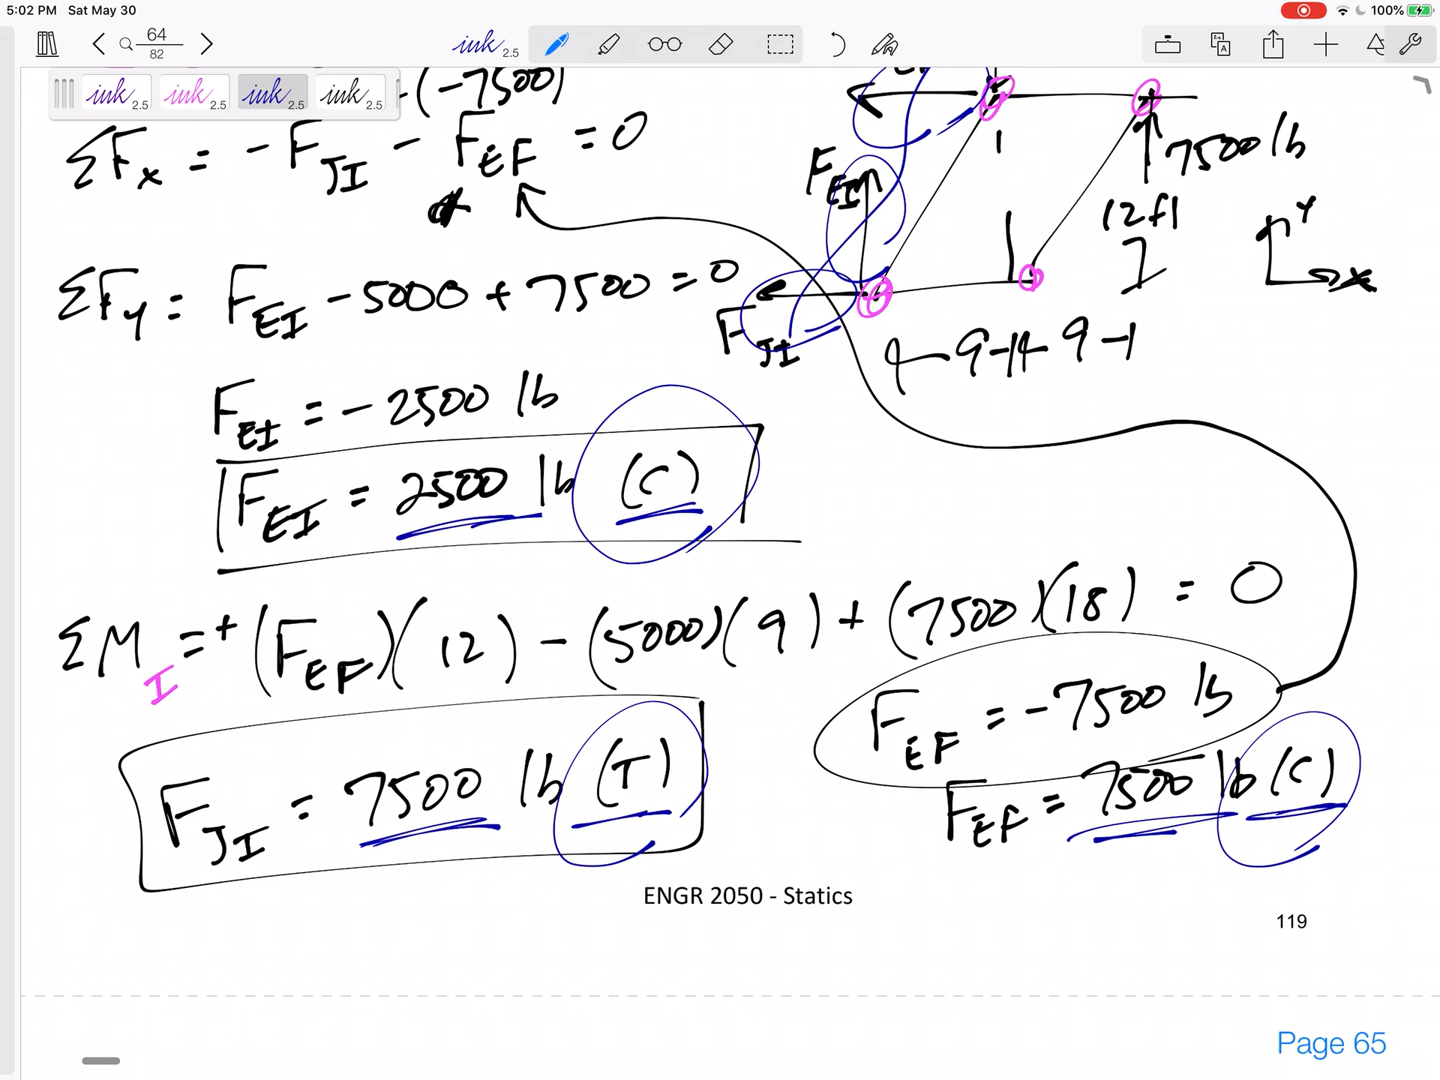 5:02 PM Sat May 30
100%
64
82
ink 2.5
ink 2.5 ink 2.5 ink 2.5 ink 2.5
-(-7500)
ΣFx = - FJI - FEF = 0
7500 lb
FEI
12ft
Y
X
ΣFy = FEI - 5000 + 7500 = 0
FJI
9 9
FEI = - 2500 lb
FEI = 2500 lb (C)
ΣMI = + (FEF)(12) - (5000)(9) + (7500)(18) = 0
FEF = -7500 lb
FJI = 7500 lb (T)
FEF = 7500 lb (C)
ENGR 2050 - Statics
119
Page 65